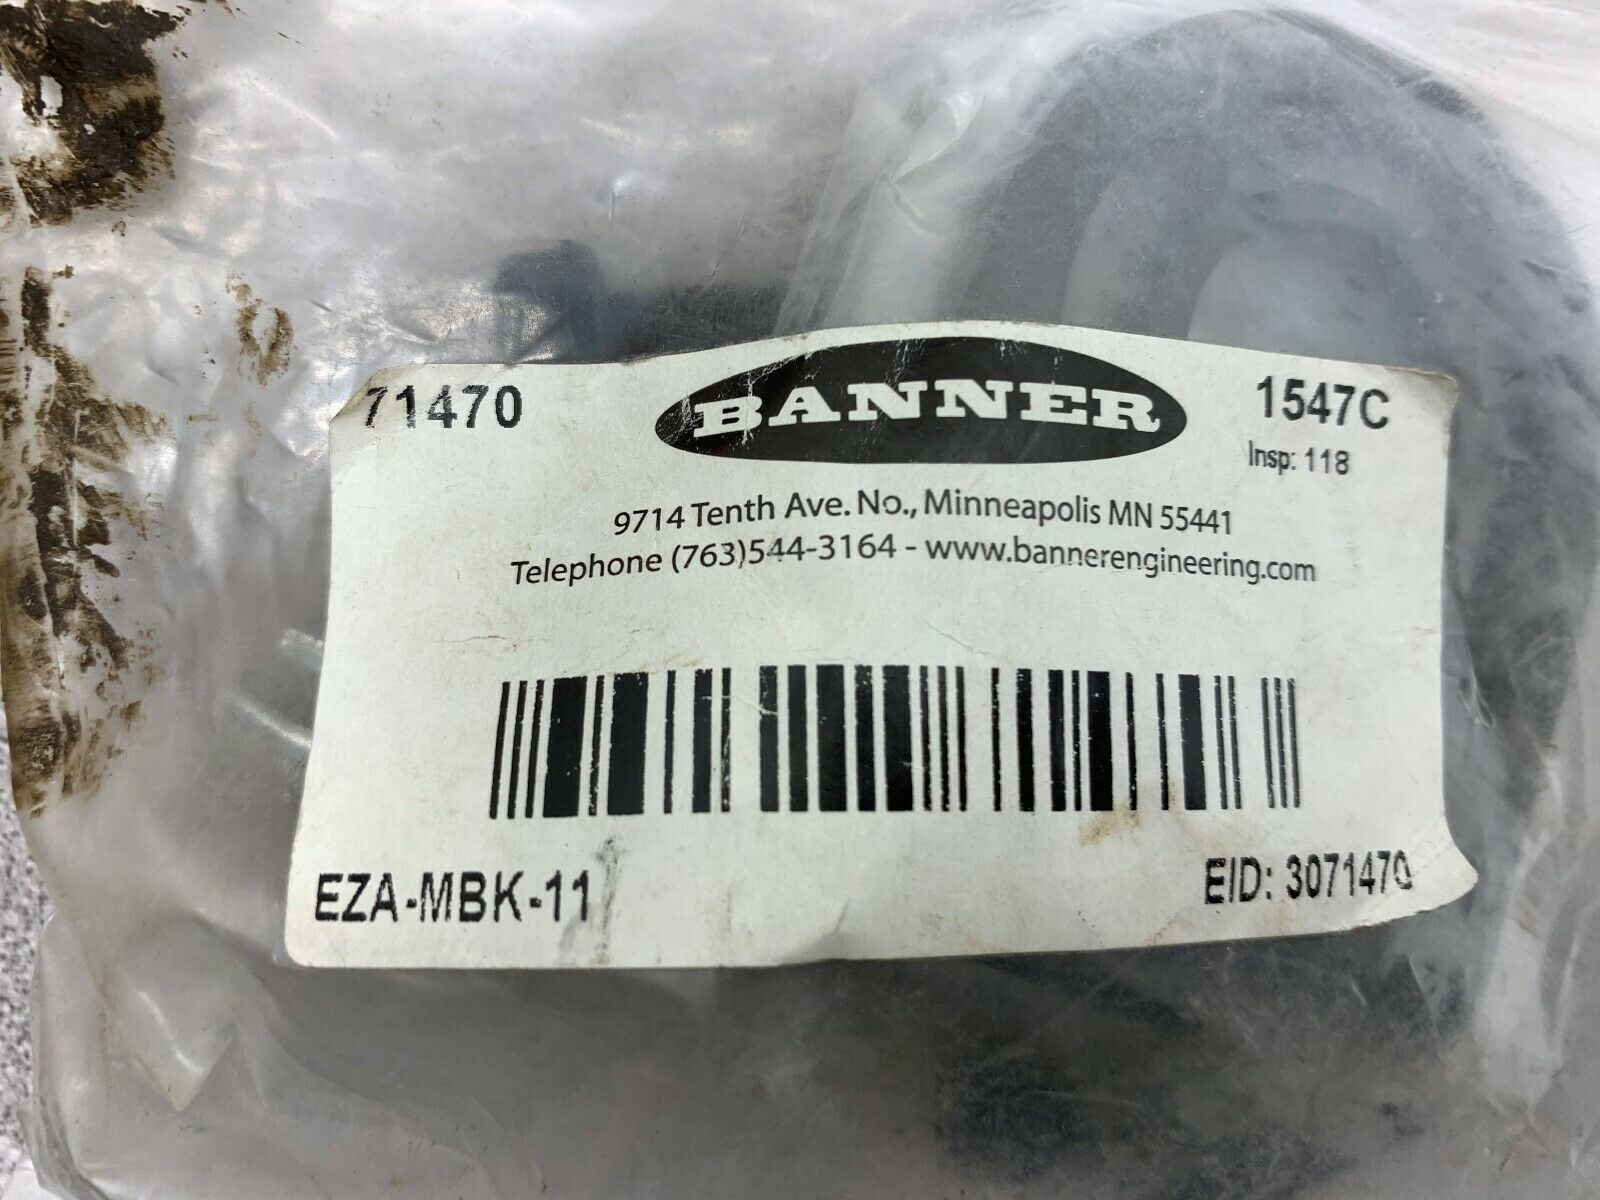 71470
BANNER
1547C
Insp: 118
9714 Tenth Ave. No., Minneapolis MN 55441
Telephone (763)544-3164 - www.bannerengineering.com
EZA-MBK-11
EID: 3071470